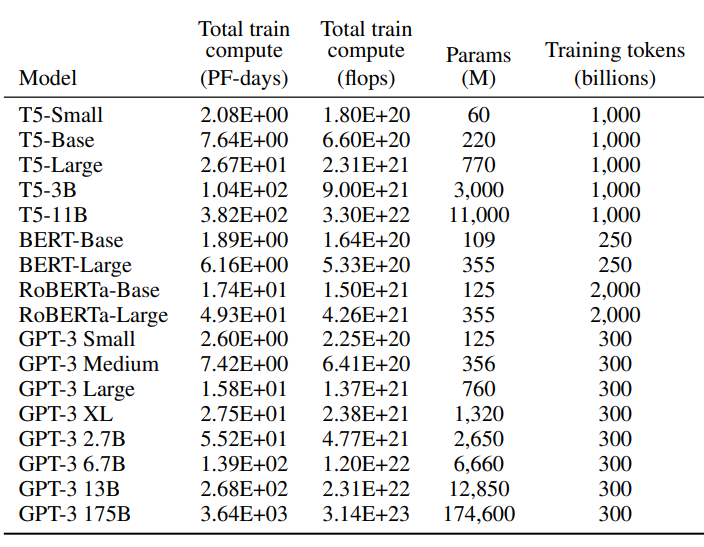 Total train Total train
compute compute Params Training tokens
Model (PF-days) (flops) (M) (billions)
T5-Small 2.08E+00 1.80E+20 60 1,000
T5-Base 7.64E+00 6.60E+20 220 1,000
T5-Large 2.67E+01 2.31E+21 770 1,000
T5-3B 1.04E+02 9.00E+21 3,000 1,000
T5-11B 3.82E+02 3.30E+22 11,000 1,000
BERT-Base 1.89E+00 1.64E+20 109 250
BERT-Large 6.16E+00 5.33E+20 355 250
RoBERTa-Base 1.74E+01 1.50E+21 125 2,000
RoBERTa-Large 4.93E+01 4.26E+21 355 2,000
GPT-3 Small 2.60E+00 2.25E+20 125 300
GPT-3 Medium 7.42E+00 6.41E+20 356 300
GPT-3 Large 1.58E+01 1.37E+21 760 300
GPT-3 XL 2.75E+01 2.38E+21 1,320 300
GPT-3 2.7B 5.52E+01 4.77E+21 2,650 300
GPT-3 6.7B 1.39E+02 1.20E+22 6,660 300
GPT-3 13B 2.68E+02 2.31E+22 12,850 300
GPT-3 175B 3.64E+03 3.14E+23 174,600 300